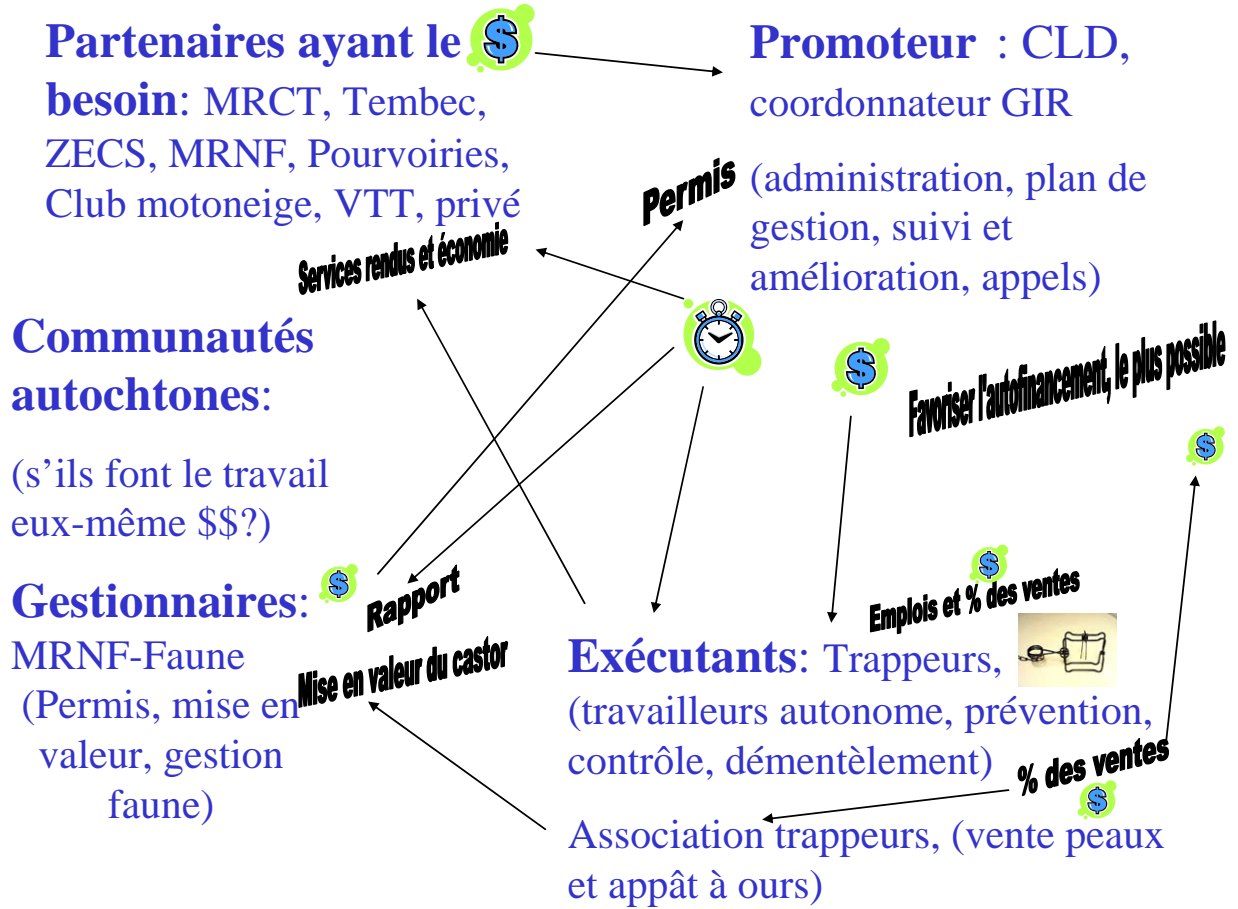 Partenaires ayant le
besoin: MRCT, Tembec,
ZECS, MRNF, Pourvoiries,
Club motoneige, VTT, privé
Services rendus et économie
Promoteur : CLD,
coordonnateur GIR
(administration, plan de
gestion, suivi et
amélioration, appels)
Permis
Communautés
autochtones:
(s’ils font le travail
eux-même $$?)
Favoriser l'autofinancement, le plus possible
Gestionnaires:
MRNF-Faune
(Permis, mise en
valeur, gestion
faune)
Rapport
Mise en valeur du castor
Emplois et % des ventes
Exécutants: Trappeurs,
(travailleurs autonome, prévention,
contrôle, démentèlement)
% des ventes
Association trappeurs, (vente peaux
et appât à ours)